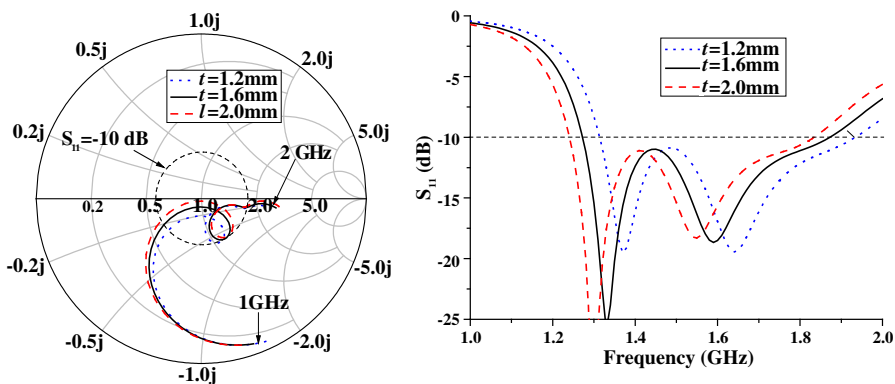 1.0j
0.5j
2.0j
t=1.2mm
t=1.6mm
l=2.0mm
0.2j
5.0j
S11=-10 dB
2 GHz
0.2
0.5
1.0
2.0
5.0
-0.2j
-5.0j
1GHz
-0.5j
-2.0j
-1.0j
0
-5
-10
-15
-20
-25
S11 (dB)
t=1.2mm
t=1.6mm
t=2.0mm
1.0 1.2 1.4 1.6 1.8 2.0
Frequency (GHz)